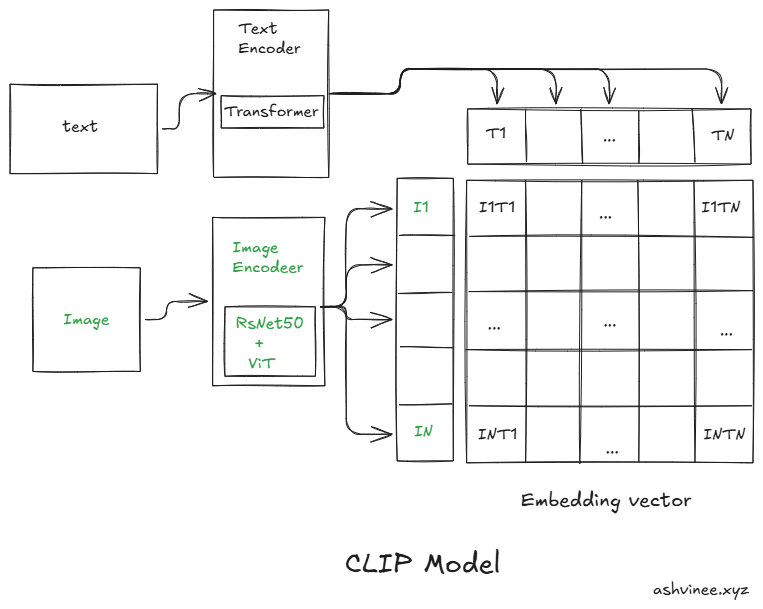 Text
Encoder
Transformer
text
T1
...
TN
I1
I1T1
...
I1TN
Image
Encodeer
Image
RsNet50
+
ViT
...
...
...
IN
INT1
...
INTN
Embedding vector
CLIP Model
ashvinee.xyz